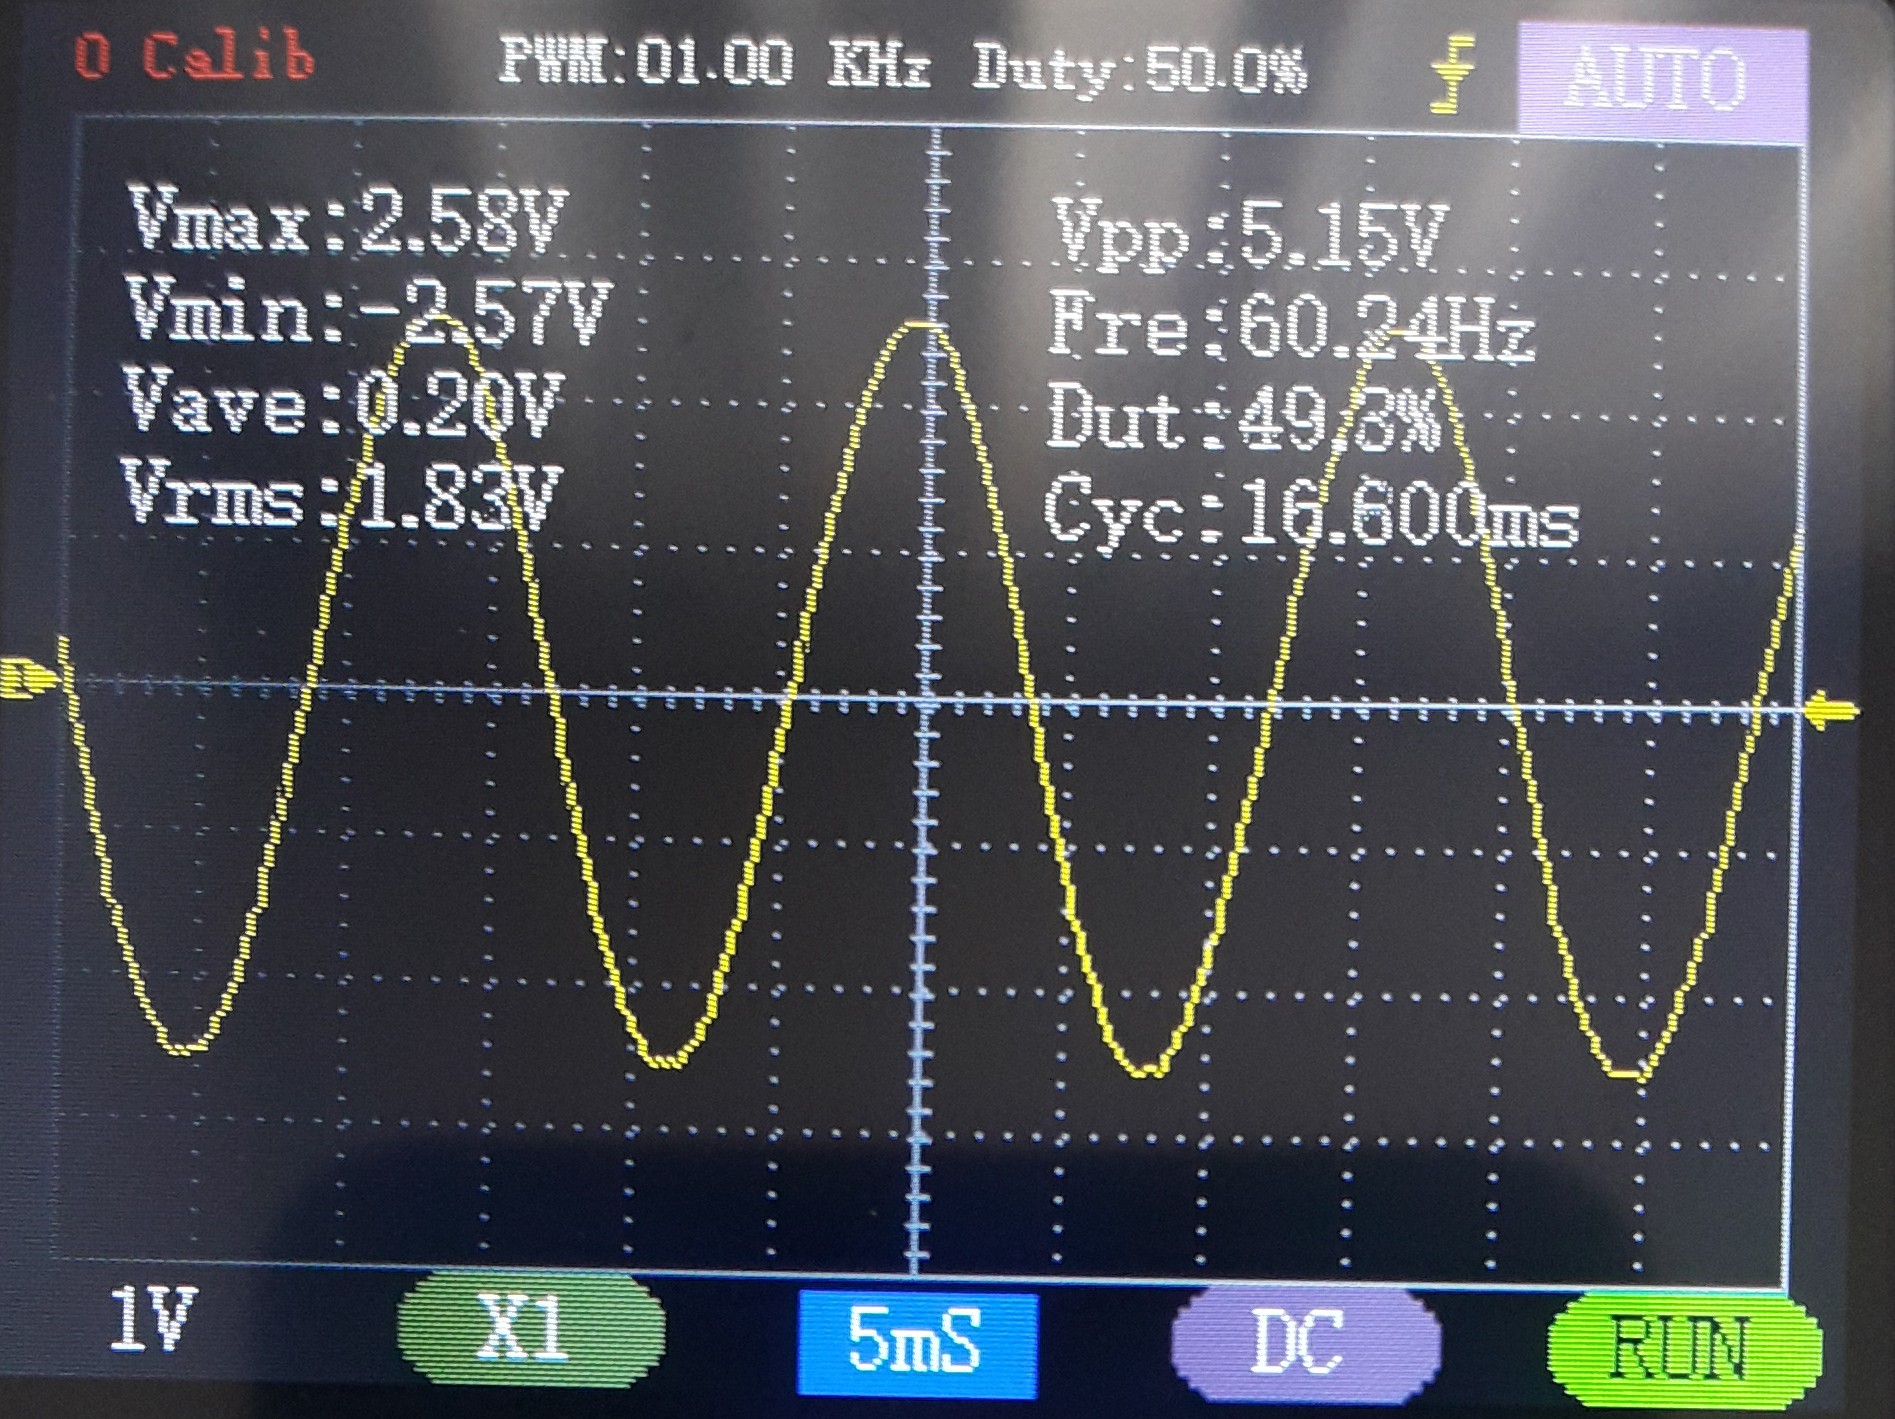 0 Calib PWM:01.00 KHz Duty:50.0% AUTO
Vmax:2.58V Vpp:5.15V
Vmin:-2.57V Fre:60.24Hz
Vave:0.20V Dut:49.3%
Vrms:1.83V Cyc:16.600ms
1V X1 5mS DC RUN